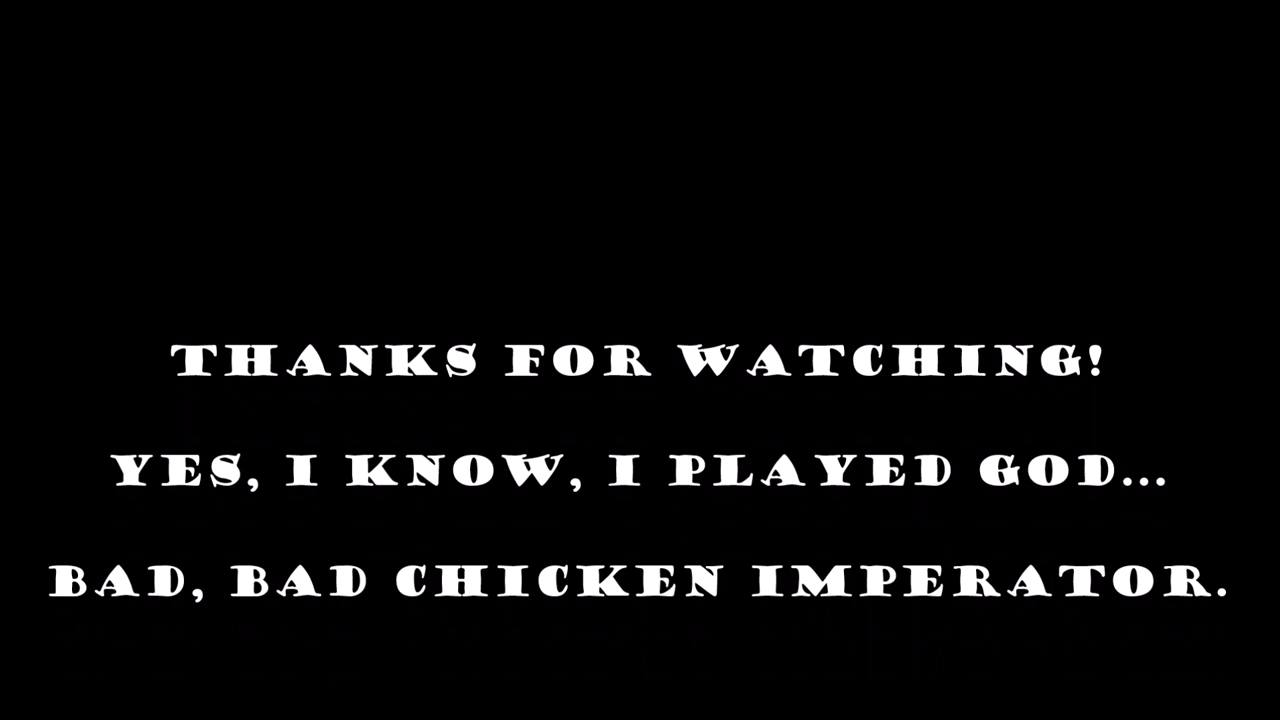 THANKS FOR WATCHING!
YES, I KNOW, I PLAYED GOD...
BAD, BAD CHICKEN IMPERATOR.